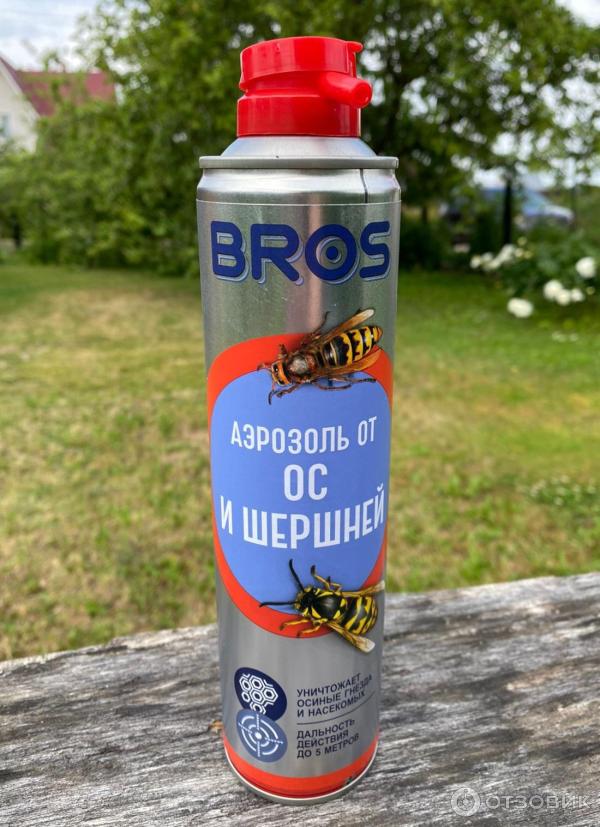 BROS
АЭРОЗОЛЬ ОТ
ОС
И ШЕРШНЕЙ
УНИЧТОЖАЕТ
ОСИНЫЕ ГНЕЗДА
И НАСЕКОМЫХ
ДАЛЬНОСТЬ
ДЕЙСТВИЯ
ДО 5 МЕТРОВ
ОТЗОВИК